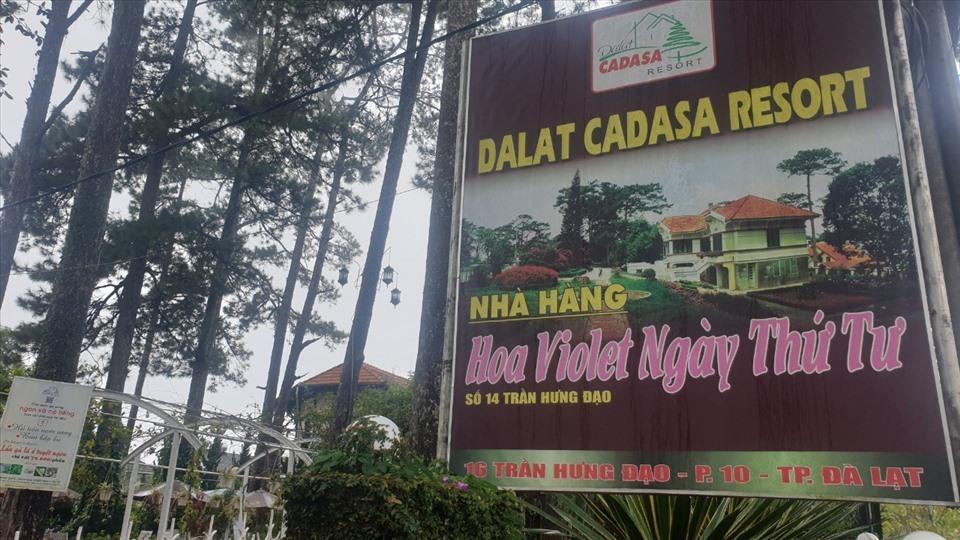 Dalat
CADASA
RESORT
DALAT CADASA RESORT
NHÀ HÀNG
Hoa Violet Ngày Thứ Tư
SỐ 14 TRẦN HƯNG ĐẠO
16 TRẦN HƯNG ĐẠO - P. 10 - TP. ĐÀ LẠT